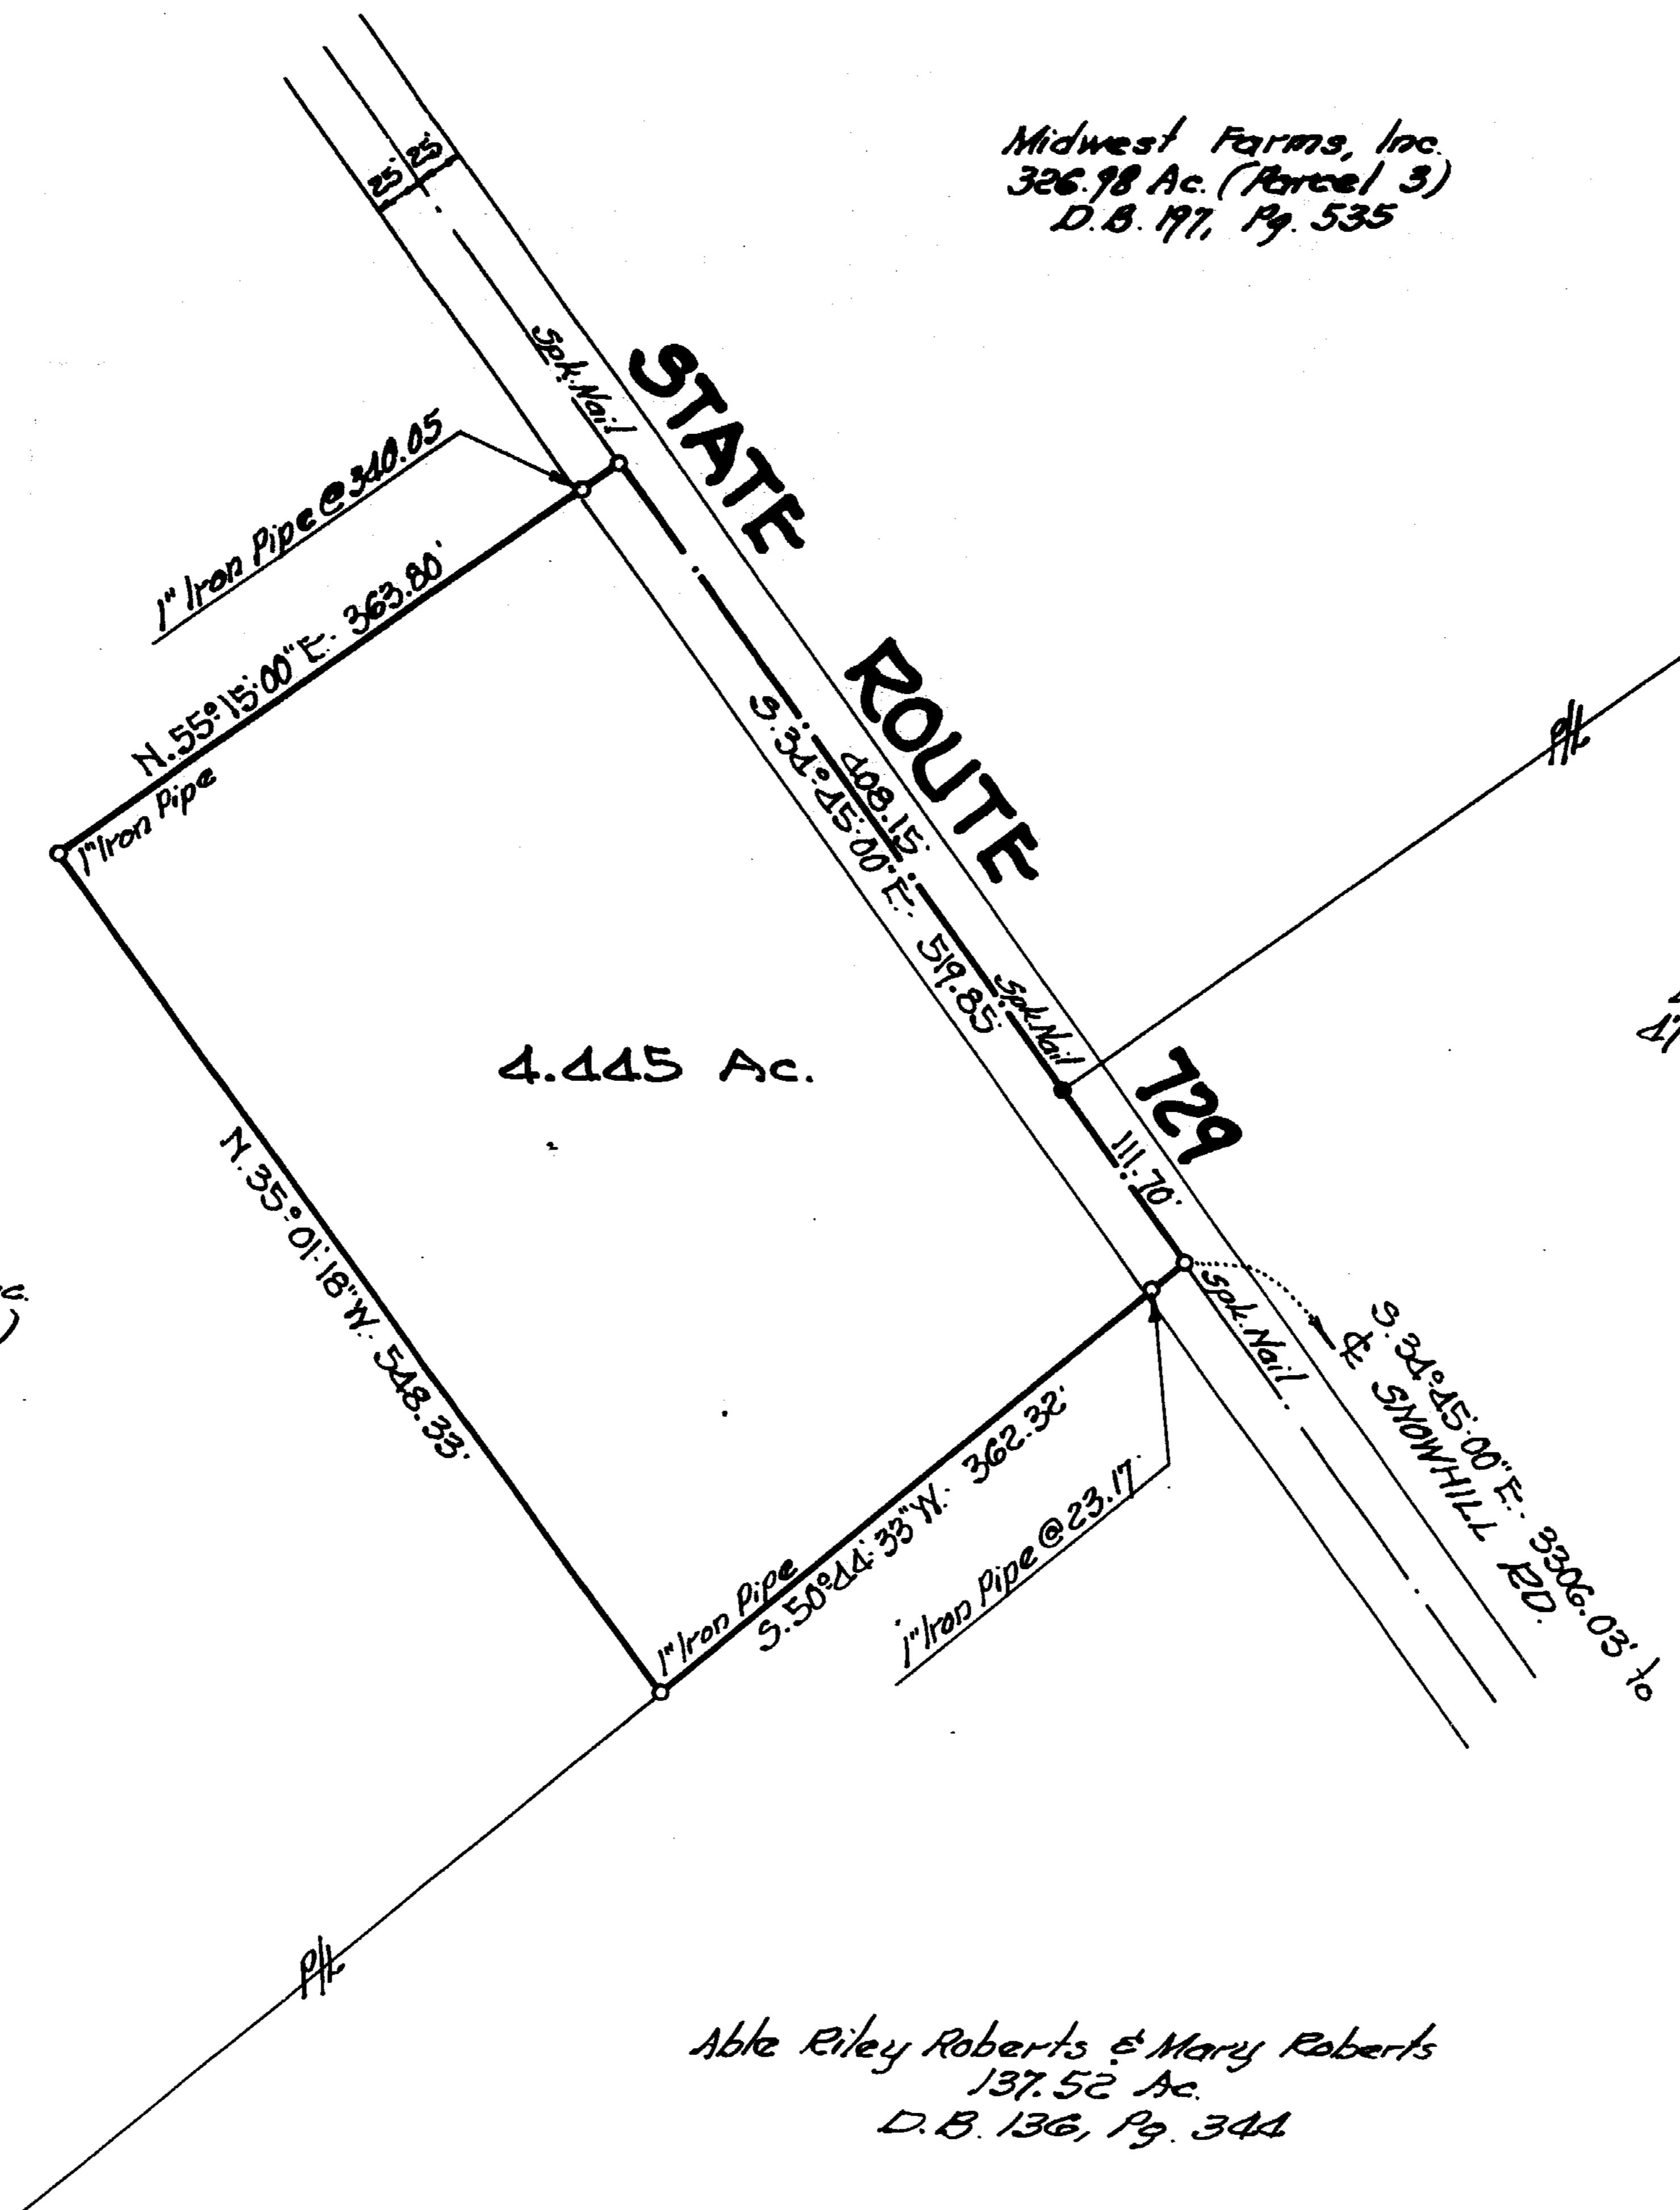 Midwest Farms, Inc.
326.98 Ac. (Parcel 3)
D.B. 197, Pg. 535
25' 25'
Spk. Nail
STATE
ROUTE
729
1" Iron Pipe @ 340.05
N. 55°. 15'. 00" E. 363.80'
1" Iron Pipe
408.15'
S. 34°. 45'. 00" E. 519.85'
Spk. Nail
P/L
4.445 Ac.
111.70'
N. 35°. 01'. 18" W. 548.33'
Spk. Nail
S. 34°. 45'. 00" E. 3306.03' to
℄ SNOWHILL RD.
1" Iron Pipe
S. 50°. 44'. 33" W. 362.32'
1" Iron Pipe @ 23.17'
P/L
Able Riley Roberts & Mary Roberts
137.52 Ac.
D.B. 136, Pg. 344